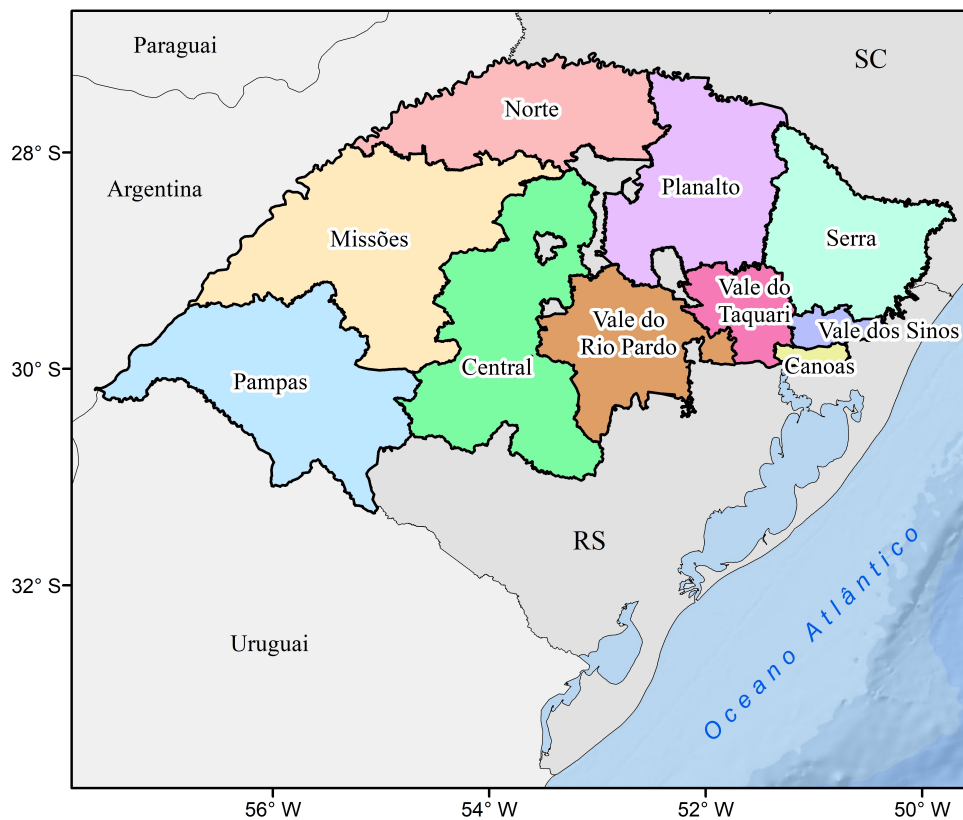 Paraguai
SC
Norte
28° S
Planalto
Argentina
Missões
Serra
Vale do
Taquari
Vale do
Rio Pardo
Vale dos Sinos
30° S
Central
Canoas
Pampas
RS
Oceano Atlântico
32° S
Uruguai
56° W
54° W
52° W
50° W